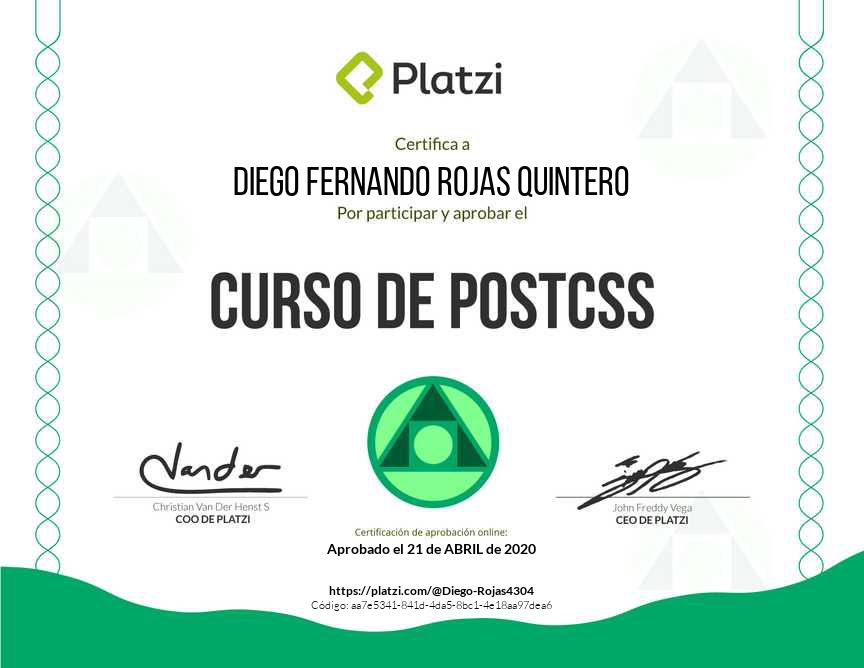 Platzi
Certifica a
DIEGO FERNANDO ROJAS QUINTERO
Por participar y aprobar el
CURSO DE POSTCSS
Vander
Christian Van Der Henst S
COO DE PLATZI
John Freddy Vega
CEO DE PLATZI
Certificación de aprobación online:
Aprobado el 21 de ABRIL de 2020
https://platzi.com/@Diego-Rojas4304
Código: aa7e5341-841d-4da5-8bc1-4e18aa97dea6